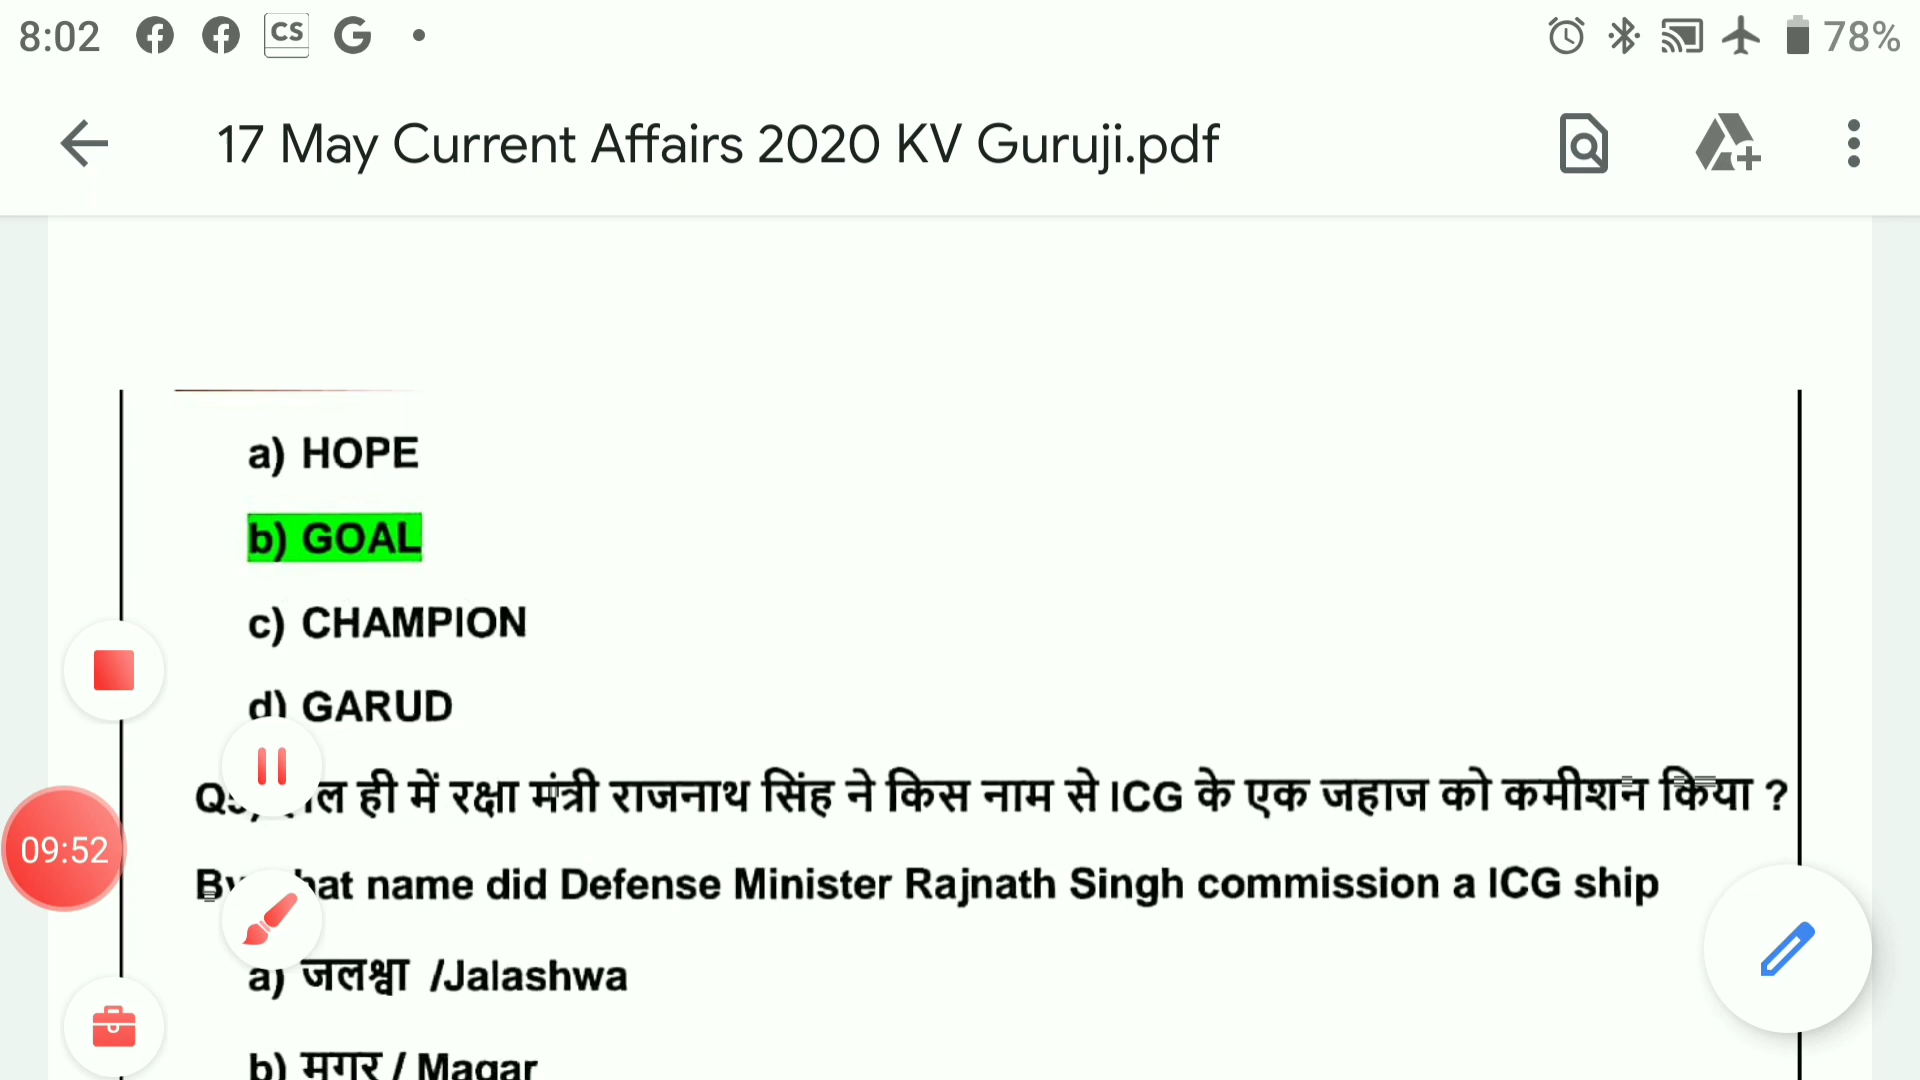 8:02
CS
78%
17 May Current Affairs 2020 KV Guruji.pdf
a) HOPE
b) GOAL
c) CHAMPION
d) GARUD
ही में रक्षा मंत्री राजनाथ सिंह ने किस नाम से ICG के एक जहाज को कमीशन किया ?
09:52
name did Defense Minister Rajnath Singh commission a ICG ship
a) जलश्वा /Jalashwa
b) मगर / Magar